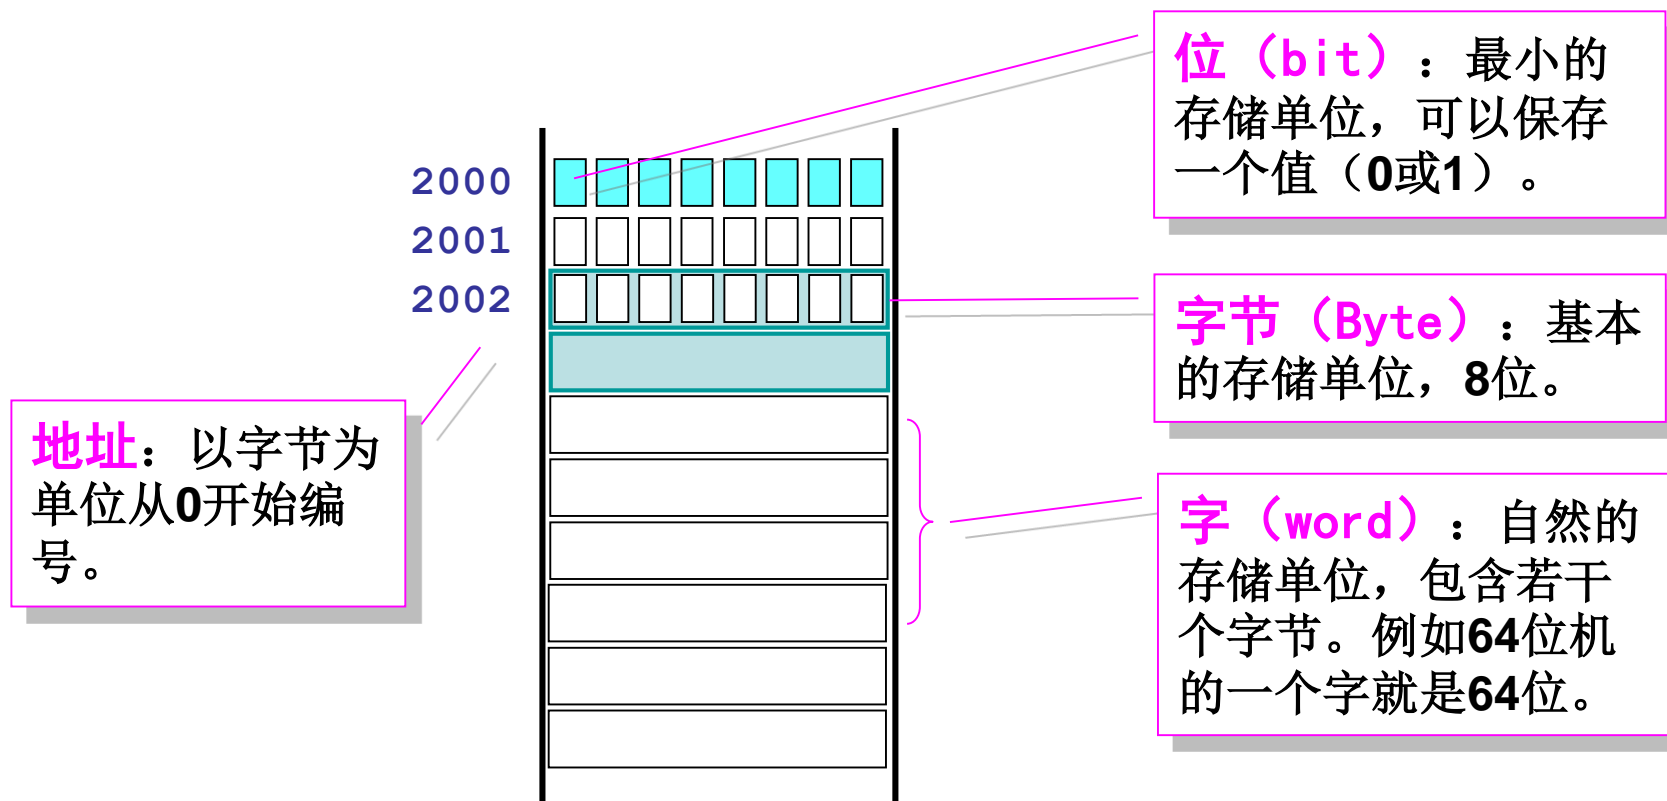 位（bit）：最小的
存储单位，可以保存
一个值（0或1）。
2000
2001
2002
字节（Byte）：基本
的存储单位，8位。
地址：以字节为
单位从0开始编
号。
字（word）：自然的
存储单位，包含若干
个字节。例如64位机
的一个字就是64位。